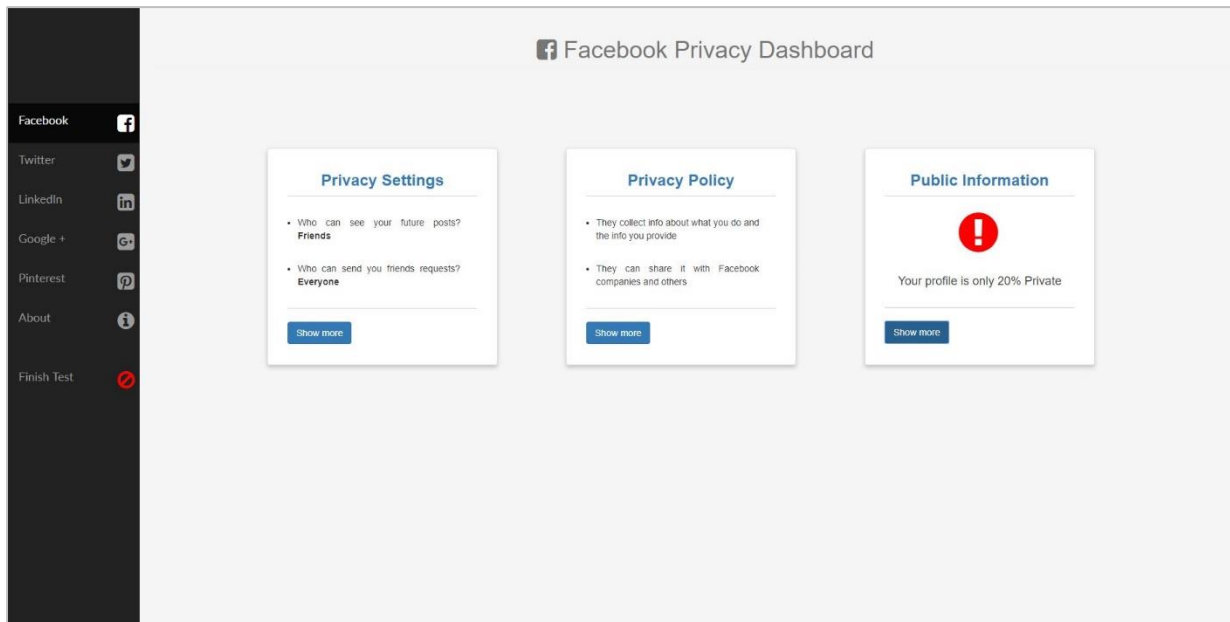 Facebook Privacy Dashboard
Facebook
Twitter
LinkedIn
Google +
Pinterest
About
Finish Test
Privacy Settings
• Who can see your future posts?
Friends
• Who can send you friends requests?
Everyone
Show more
Privacy Policy
• They collect info about what you do and
the info you provide
• They can share it with Facebook
companies and others
Show more
Public Information
Your profile is only 20% Private
Show more